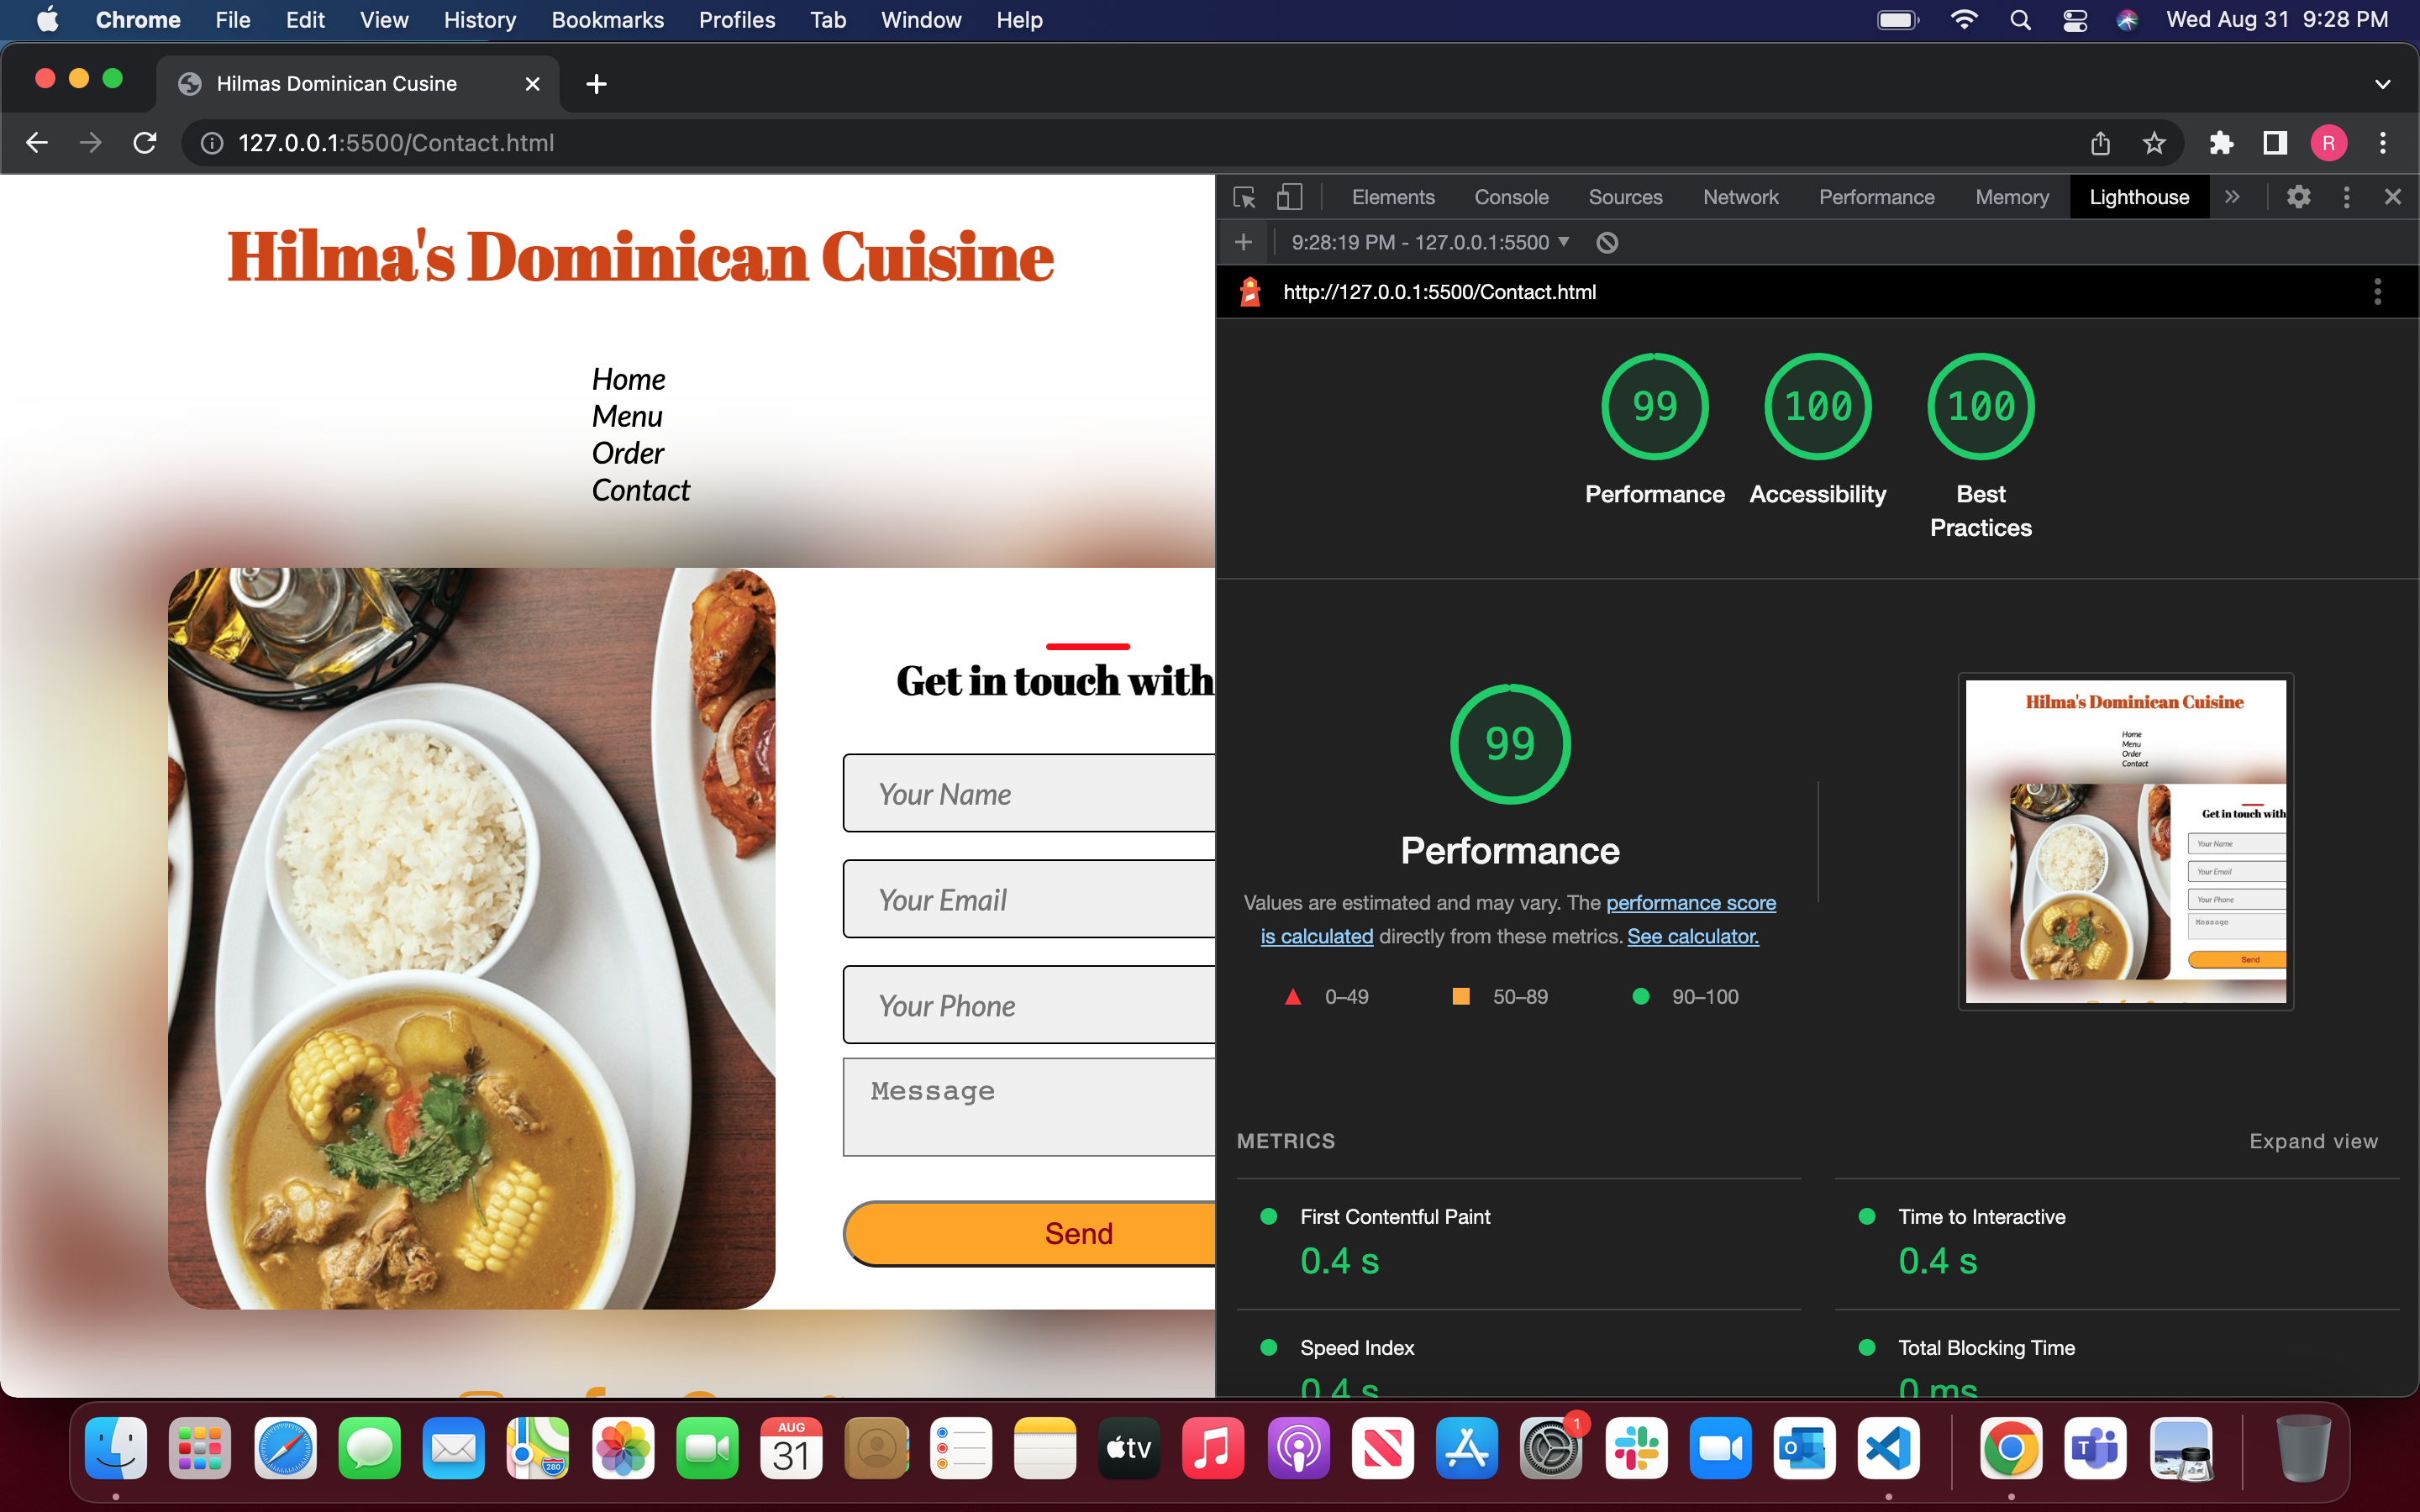 Chrome File Edit View History Bookmarks Profiles Tab Window Help Wed Aug 31 9:28 PM
Hilmas Dominican Cusine
127.0.0.1:5500/Contact.html
R
Elements Console Sources Network Performance Memory Lighthouse
9:28:19 PM - 127.0.0.1:5500
http://127.0.0.1:5500/Contact.html
Hilma's Dominican Cuisine
Home
Menu
Order
Contact
Get in touch with
Your Name
Your Email
Your Phone
Message
Send
99 100 100
Performance Accessibility Best
Practices
99
Performance
Values are estimated and may vary. The performance score
is calculated directly from these metrics. See calculator.
0–49 50–89 90–100
Hilma's Dominican Cuisine
Home
Menu
Order
Contact
Get in touch with
Your Name
Your Email
Your Phone
Message
Send
METRICS Expand view
First Contentful Paint
0.4 s
Time to Interactive
0.4 s
Speed Index
0.4 s
Total Blocking Time
0 ms
280
AUG
31
tv
1
O
T